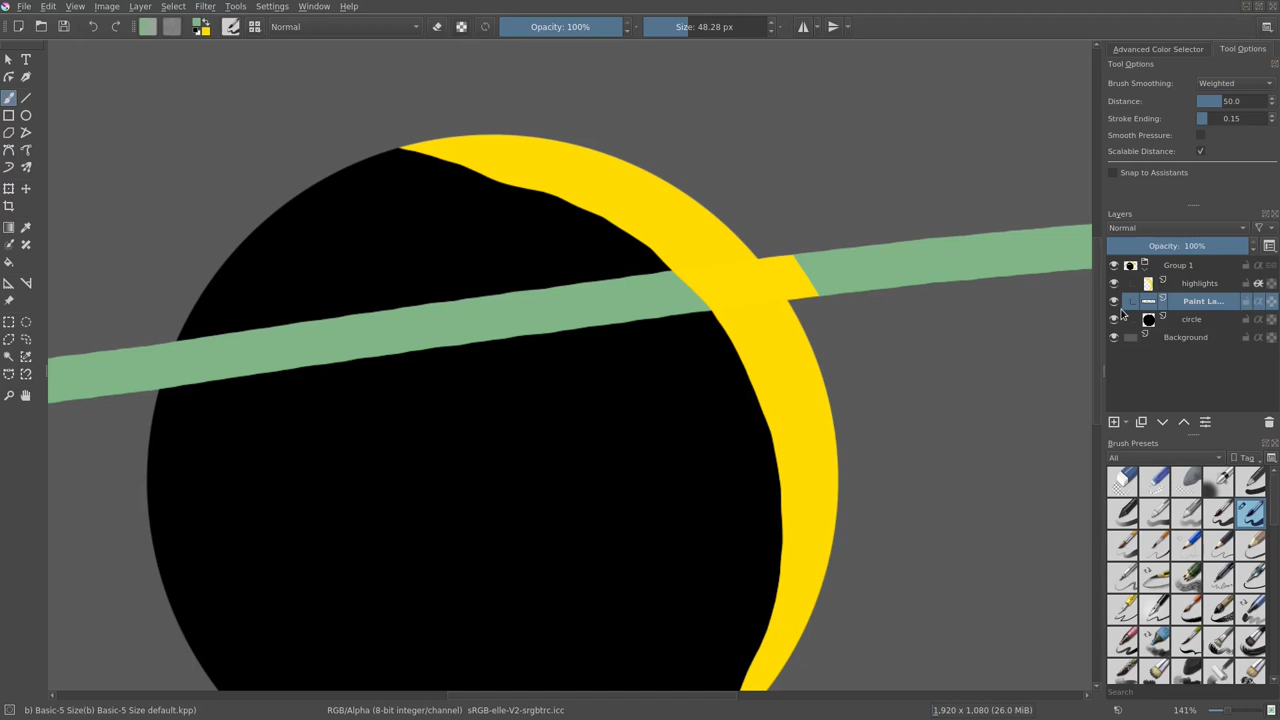 File Edit View Image Layer Select Filter Tools Settings Window Help
Normal Opacity: 100% Size: 48.28 px
Advanced Color Selector Tool Options
Tool Options
Brush Smoothing: Weighted
Distance: 50.0
Stroke Ending: 0.15
Smooth Pressure:
Scalable Distance:
Snap to Assistants
Layers
Normal
Opacity: 100%
Group 1
highlights
Paint La...
circle
Background
Brush Presets
All Tag
Search
b) Basic-5 Size(b) Basic-5 Size default.kpp) RGB/Alpha (8-bit integer/channel) sRGB-elle-V2-srgbtrc.icc 1,920 x 1,080 (26.0 MiB) 141%